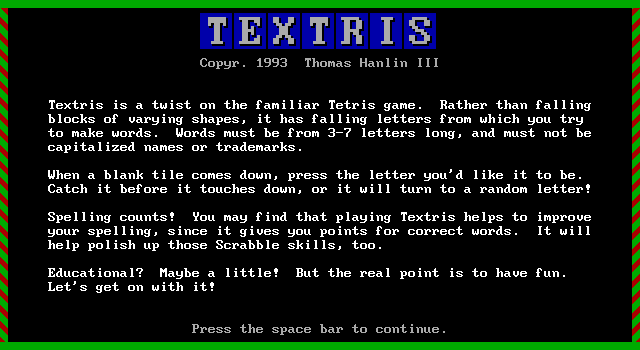 TEXTRIS
Copyr. 1993  Thomas Hanlin III
Textris is a twist on the familiar Tetris game.  Rather than falling
blocks of varying shapes, it has falling letters from which you try
to make words.  Words must be from 3-7 letters long, and must not be
capitalized names or trademarks.
When a blank tile comes down, press the letter you'd like it to be.
Catch it before it touches down, or it will turn to a random letter!
Spelling counts!  You may find that playing Textris helps to improve
your spelling, since it gives you points for correct words.  It will
help polish up those Scrabble skills, too.
Educational?  Maybe a little!  But the real point is to have fun.
Let's get on with it!
Press the space bar to continue.